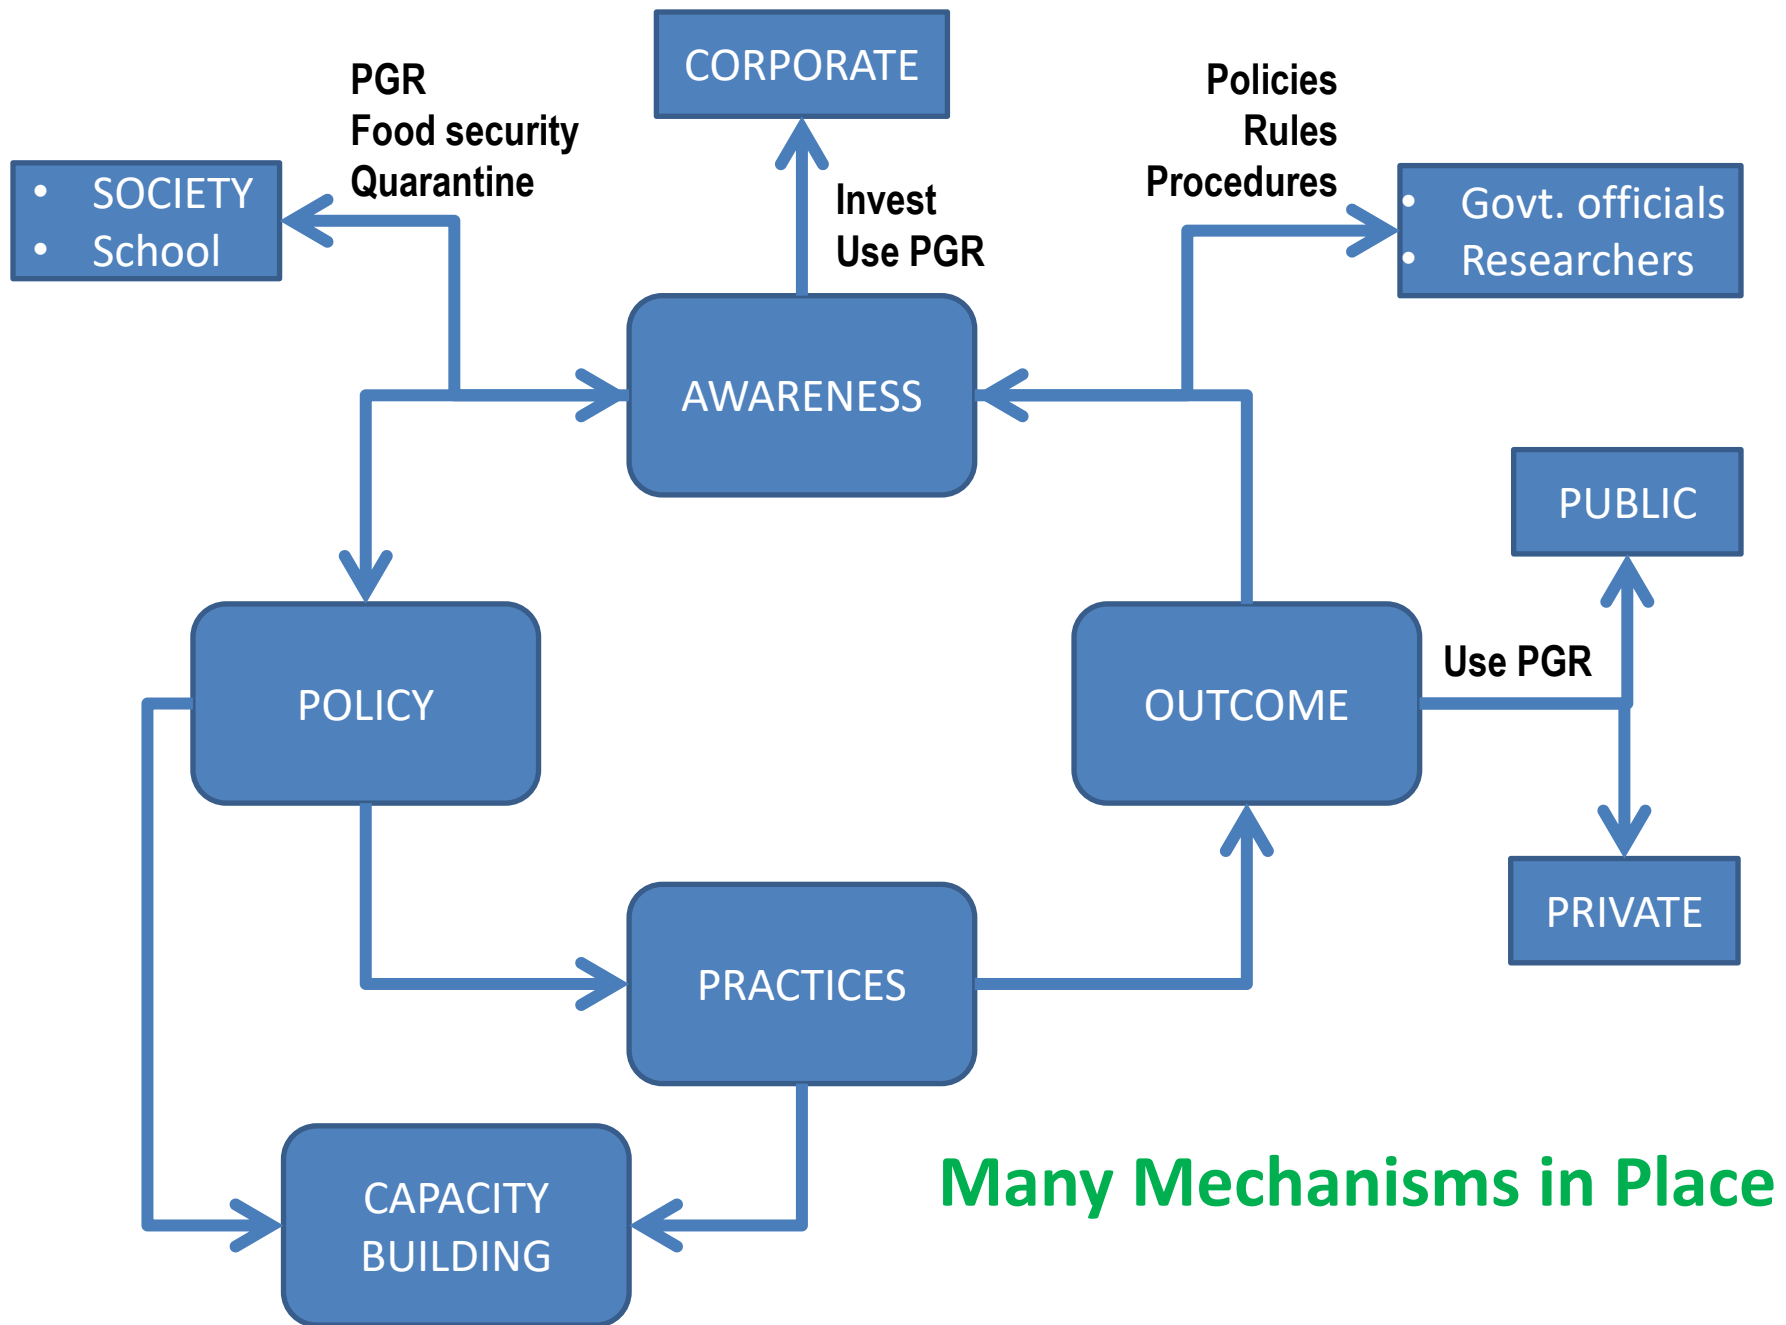 CORPORATE
PGR
Food security
Quarantine
Policies
Rules
Procedures
• SOCIETY
• School
Invest
Use PGR
• Govt. officials
• Researchers
AWARENESS
PUBLIC
Use PGR
POLICY
OUTCOME
PRIVATE
PRACTICES
Many Mechanisms in Place
CAPACITY
BUILDING